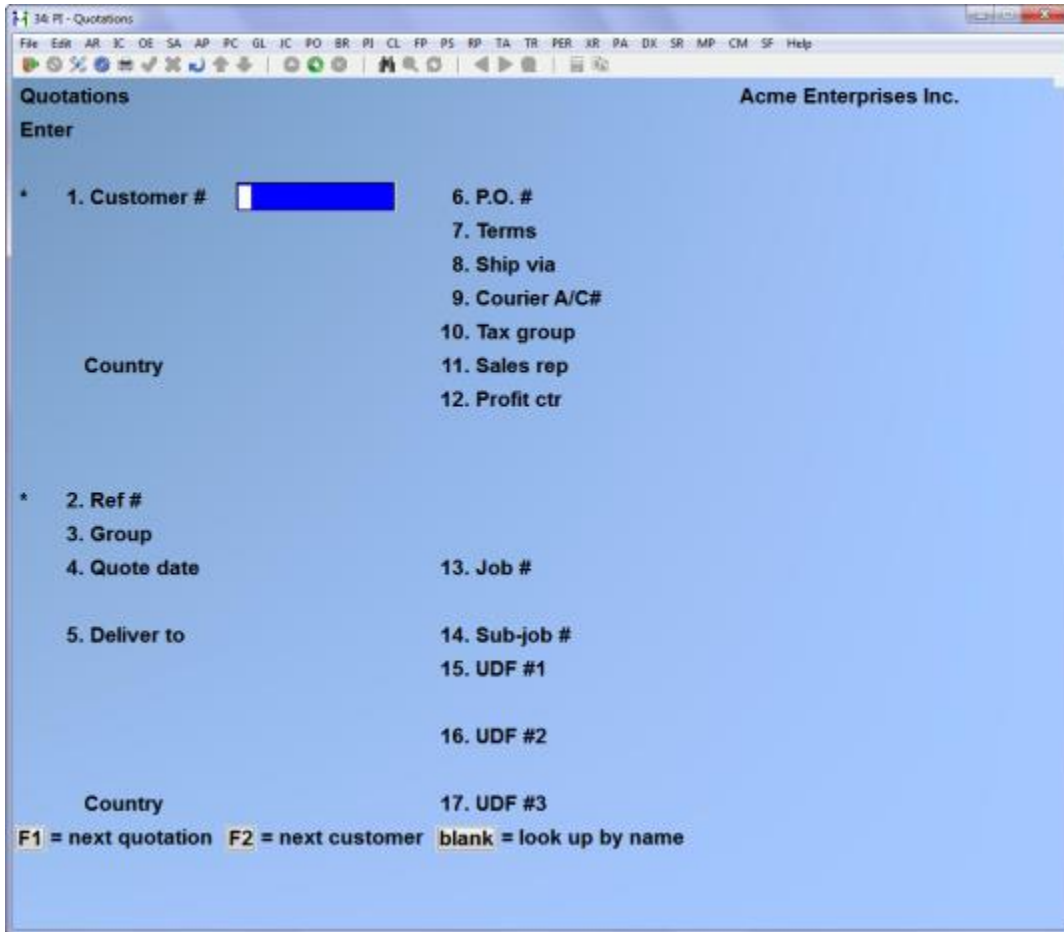 34: PI - Quotations
File Edit AR IC OE SA AP PC GL JC PO BR PJ CL FP PS RP TA TR PER XR PA DX SR MP CM SF Help
Quotations Acme Enterprises Inc.
Enter
* 1. Customer # 6. P.O. #
7. Terms
8. Ship via
9. Courier A/C#
10. Tax group
Country 11. Sales rep
12. Profit ctr
* 2. Ref #
3. Group
4. Quote date 13. Job #
5. Deliver to 14. Sub-job #
15. UDF #1
16. UDF #2
Country 17. UDF #3
F1 = next quotation F2 = next customer blank = look up by name